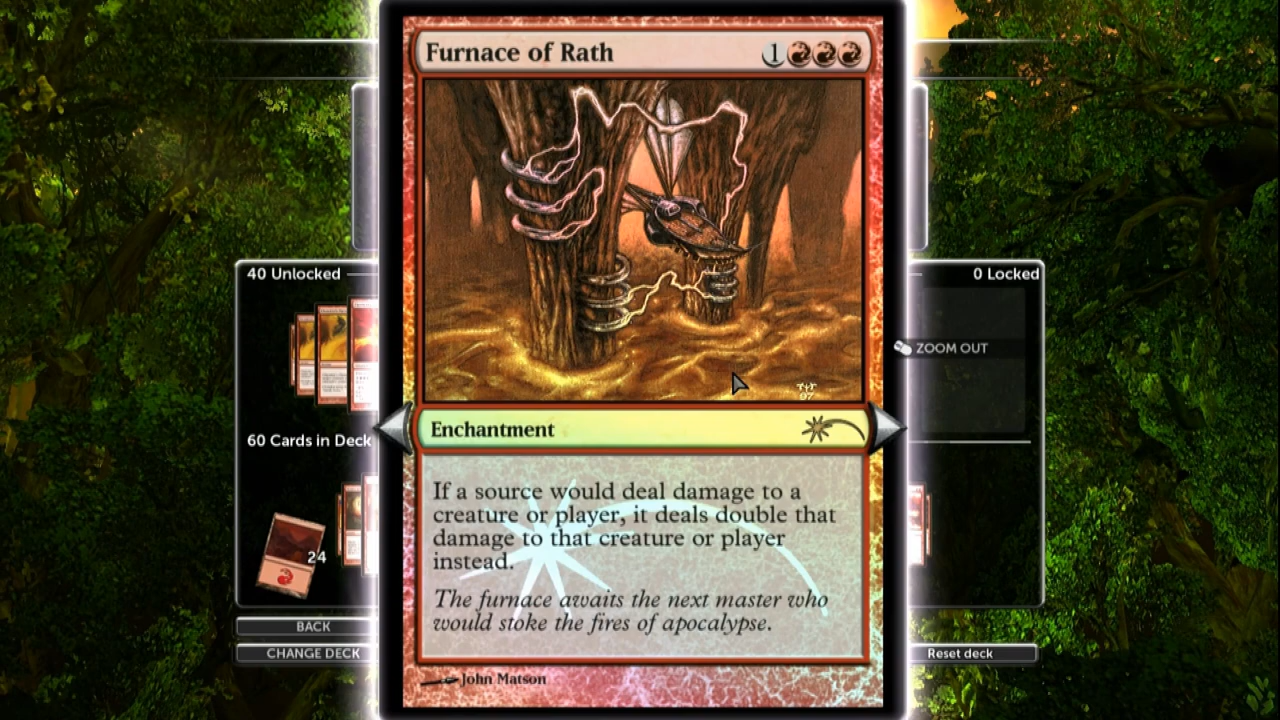 Furnace of Rath 1
40 Unlocked
0 Locked
ZOOM OUT
97
Enchantment
60 Cards in Deck
If a source would deal damage to a
creature or player, it deals double that
damage to that creature or player
instead.
The furnace awaits the next master who
would stoke the fires of apocalypse.
24
BACK
CHANGE DECK
Reset deck
John Matson